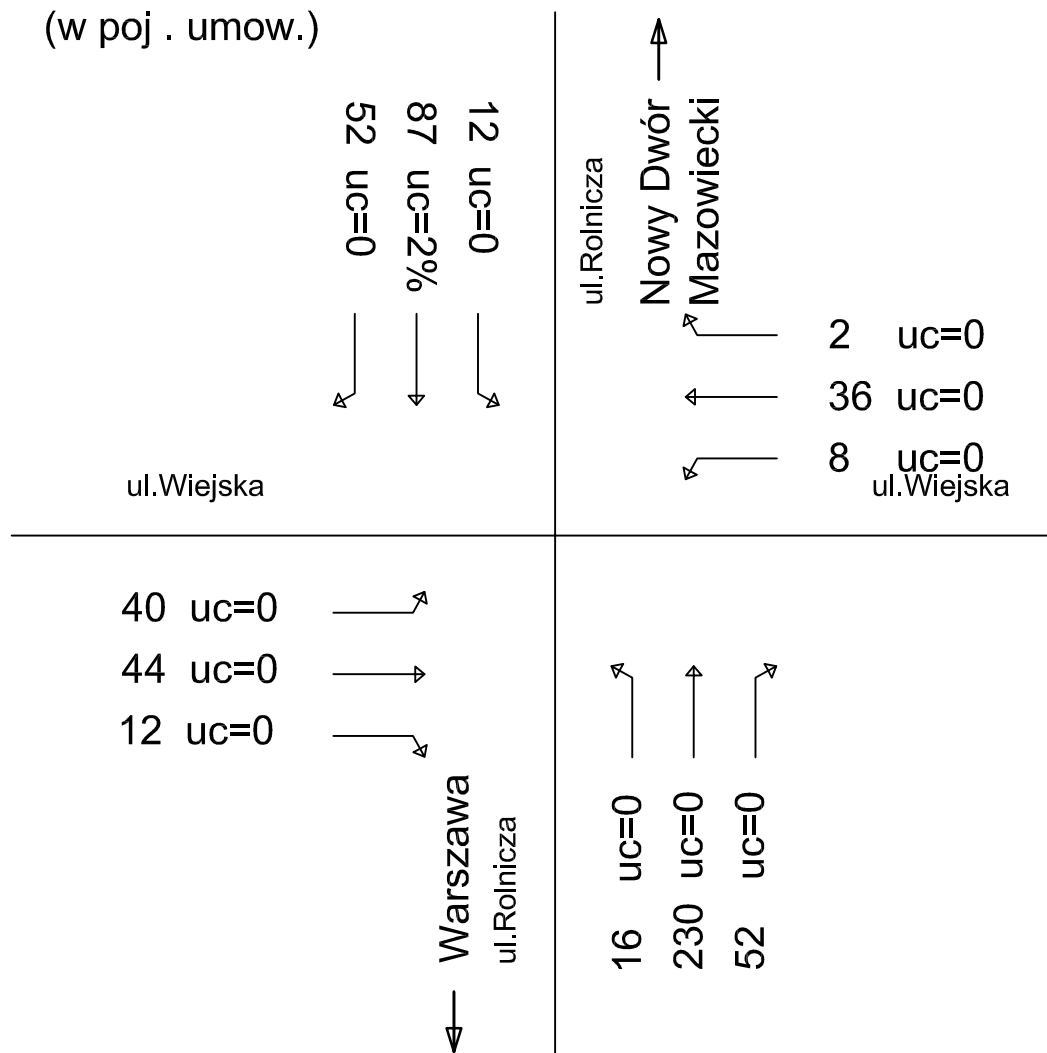 (w poj . umow.)
52 uc=0
87 uc=2%
12 uc=0
ul.Rolnicza
Nowy Dwór
Mazowiecki
2 uc=0
36 uc=0
8 uc=0
ul.Wiejska
ul.Wiejska
40 uc=0
44 uc=0
12 uc=0
Warszawa
ul.Rolnicza
16 uc=0
230 uc=0
52 uc=0